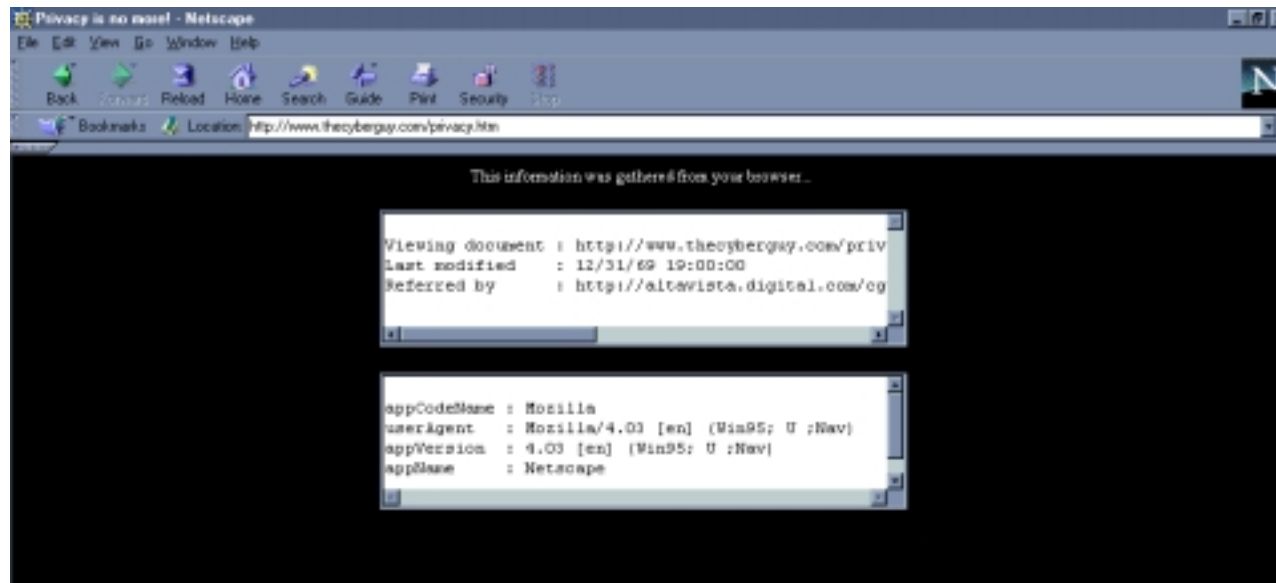 Privacy is no more! - Netscape
File Edit View Go Window Help
Back Forward Reload Home Search Guide Print Security Stop
Bookmarks Location: http://www.thecyberguy.com/privacy.htm
N
This information was gathered from your browser...
Viewing document : http://www.thecyberguy.com/priv
Last modified : 12/31/69 19:00:00
Referred by : http://altavista.digital.com/cg
appCodeName : Mozilla
userAgent : Mozilla/4.03 [en] (Win95; U ;Nav)
appVersion : 4.03 [en] (Win95; U ;Nav)
appName : Netscape